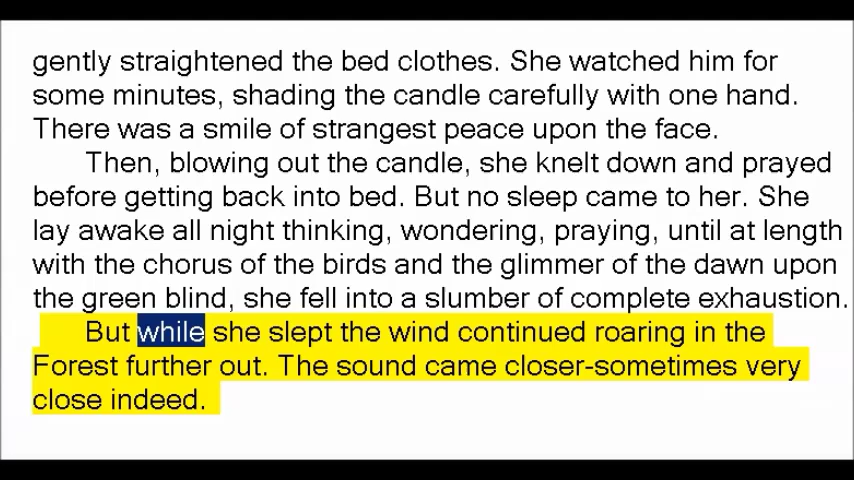 gently straightened the bed clothes. She watched him for
some minutes, shading the candle carefully with one hand.
There was a smile of strangest peace upon the face.
Then, blowing out the candle, she knelt down and prayed
before getting back into bed. But no sleep came to her. She
lay awake all night thinking, wondering, praying, until at length
with the chorus of the birds and the glimmer of the dawn upon
the green blind, she fell into a slumber of complete exhaustion.
But while she slept the wind continued roaring in the
Forest further out. The sound came closer-sometimes very
close indeed.